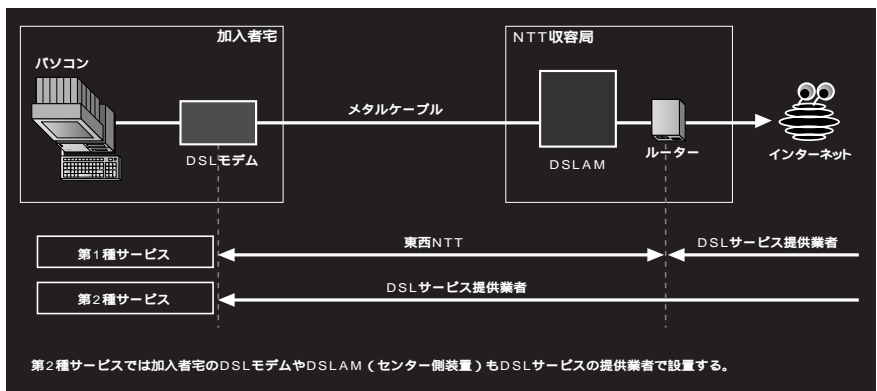 加入者宅
NTT収容局
パソコン
メタルケーブル
DSLモデム
DSLAM
ルーター
インターネット
第1種サービス
東西NTT
DSLサービス提供業者
第2種サービス
DSLサービス提供業者
第2種サービスでは加入者宅のDSLモデムやDSLAM(センター側装置)もDSLサービスの提供業者で設置する。